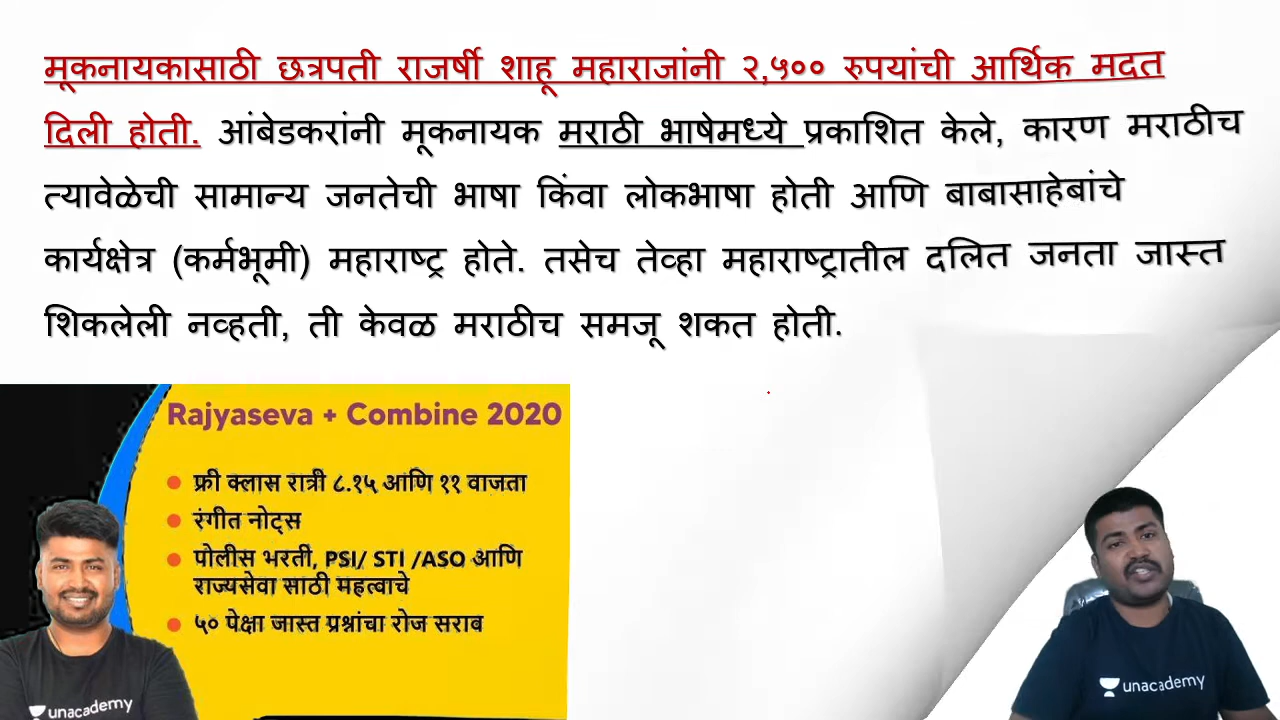 मूकनायकासाठी छत्रपती राजर्षी शाहू महाराजांनी २,५०० रुपयांची आर्थिक मदत
दिली होती. आंबेडकरांनी मूकनायक मराठी भाषेमध्ये प्रकाशित केले, कारण मराठीच
त्यावेळेची सामान्य जनतेची भाषा किंवा लोकभाषा होती आणि बाबासाहेबांचे
कार्यक्षेत्र (कर्मभूमी) महाराष्ट्र होते. तसेच तेव्हा महाराष्ट्रातील दलित जनता जास्त
शिकलेली नव्हती, ती केवळ मराठीच समजू शकत होती.
Rajyaseva + Combine 2020
फ्री क्लास रात्री ८.१५ आणि ११ वाजता
रंगीत नोट्स
पोलीस भरती, PSI/ STI /ASO आणि
राज्यसेवा साठी महत्वाचे
५० पेक्षा जास्त प्रश्नांचा रोज सराव
unacademy
unacademy